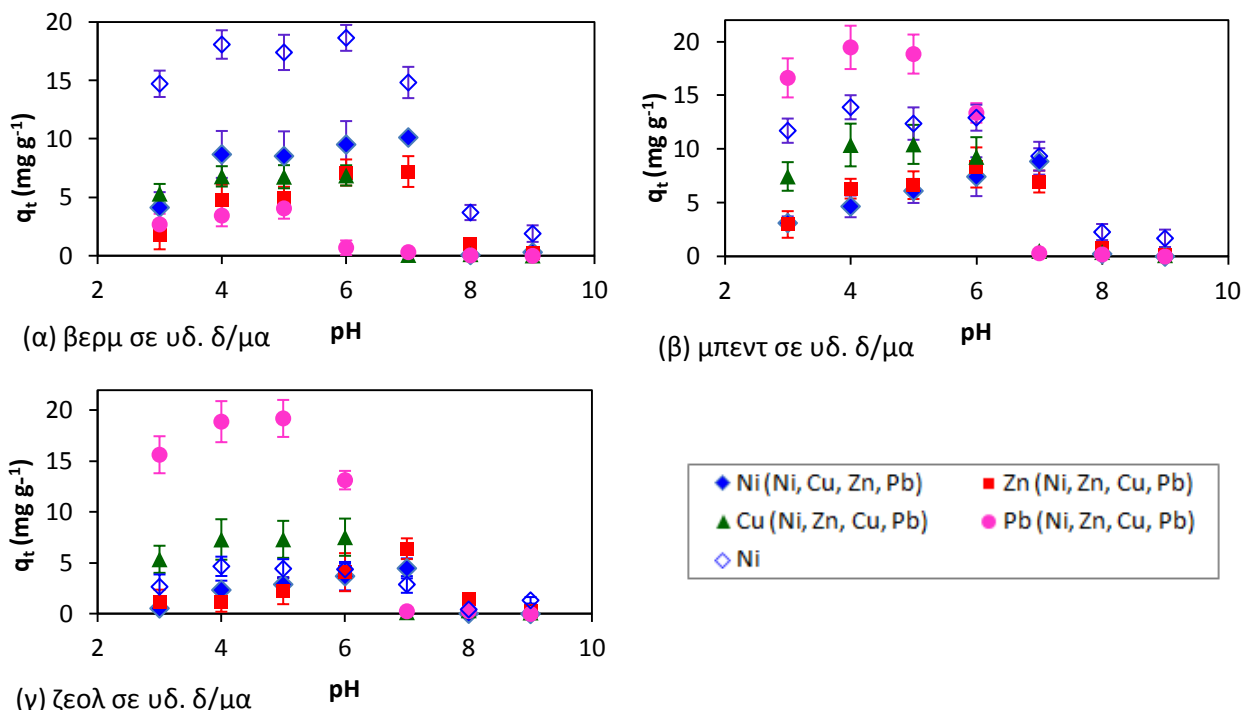 20
15
10
5
0
qt (mg g-1)
2 4 6 8 10
pH
(α) βερμ σε υδ. δ/μα
20
15
10
5
0
qt (mg g-1)
2 4 6 8 10
pH
(β) μπεντ σε υδ. δ/μα
20
15
10
5
0
qt (mg g-1)
2 4 6 8 10
pH
(γ) ζεολ σε υδ. δ/μα
Ni (Ni, Cu, Zn, Pb) Zn (Ni, Zn, Cu, Pb)
Cu (Ni, Zn, Cu, Pb) Pb (Ni, Zn, Cu, Pb)
Ni